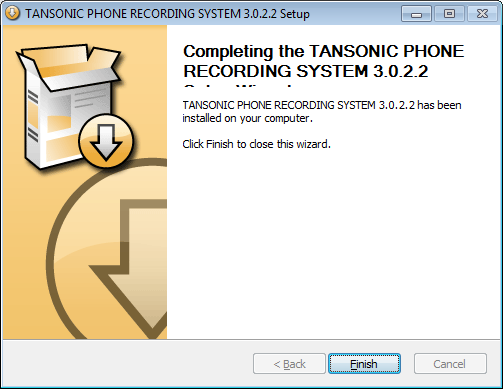 TANSONIC PHONE RECORDING SYSTEM 3.0.2.2 Setup
Completing the TANSONIC PHONE
RECORDING SYSTEM 3.0.2.2
TANSONIC PHONE RECORDING SYSTEM 3.0.2.2 has been
installed on your computer.
Click Finish to close this wizard.
< Back
Finish
Cancel